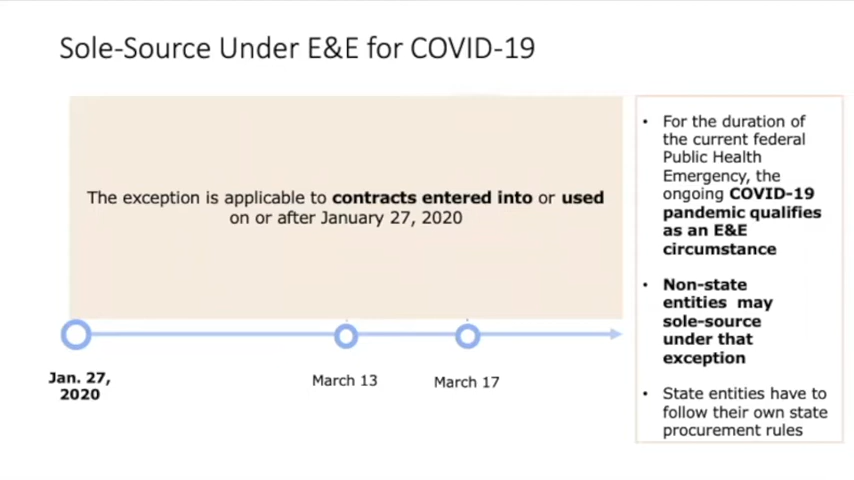 Sole-Source Under E&E for COVID-19
The exception is applicable to contracts entered into or used
on or after January 27, 2020
Jan. 27,
2020
March 13
March 17
• For the duration of
the current federal
Public Health
Emergency, the
ongoing COVID-19
pandemic qualifies
as an E&E
circumstance
• Non-state
entities may
sole-source
under that
exception
• State entities have to
follow their own state
procurement rules